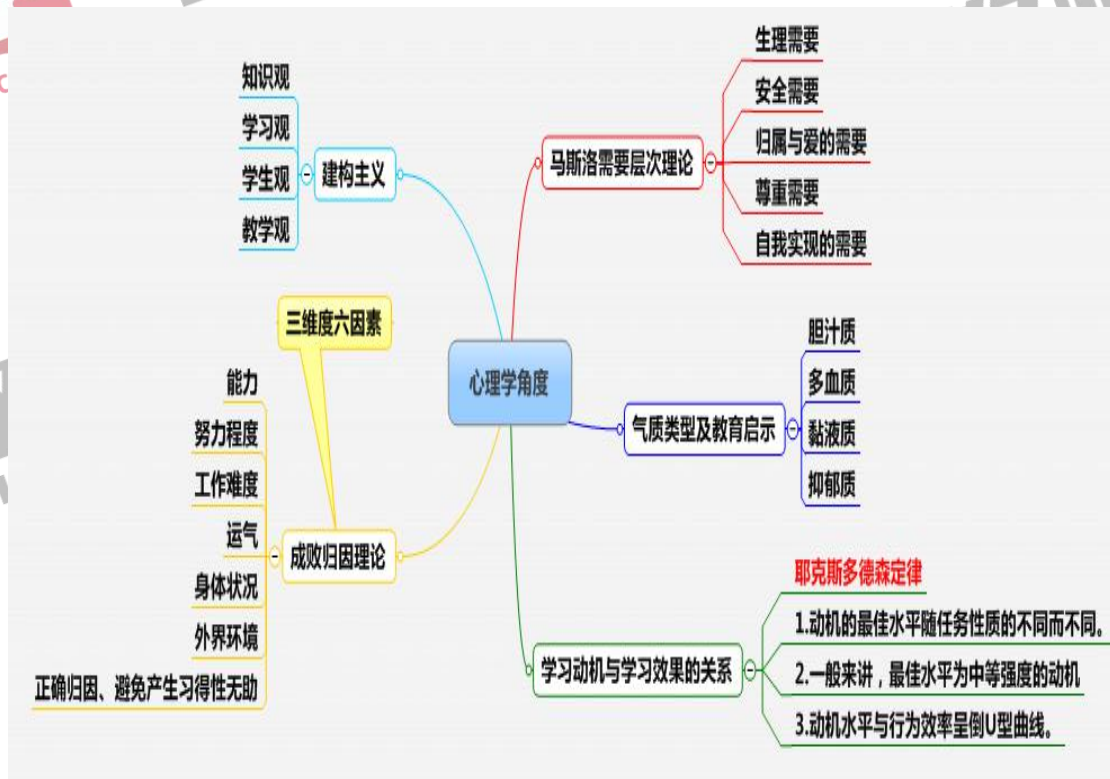 心理学角度
建构主义
知识观
学习观
学生观
教学观
马斯洛需要层次理论
生理需要
安全需要
归属与爱的需要
尊重需要
自我实现的需要
三维度六因素
成败归因理论
能力
努力程度
工作难度
运气
身体状况
外界环境
正确归因、避免产生习得性无助
气质类型及教育启示
胆汁质
多血质
黏液质
抑郁质
学习动机与学习效果的关系
耶克斯多德森定律
1.动机的最佳水平随任务性质的不同而不同。
2.一般来讲，最佳水平为中等强度的动机
3.动机水平与行为效率呈倒U型曲线。